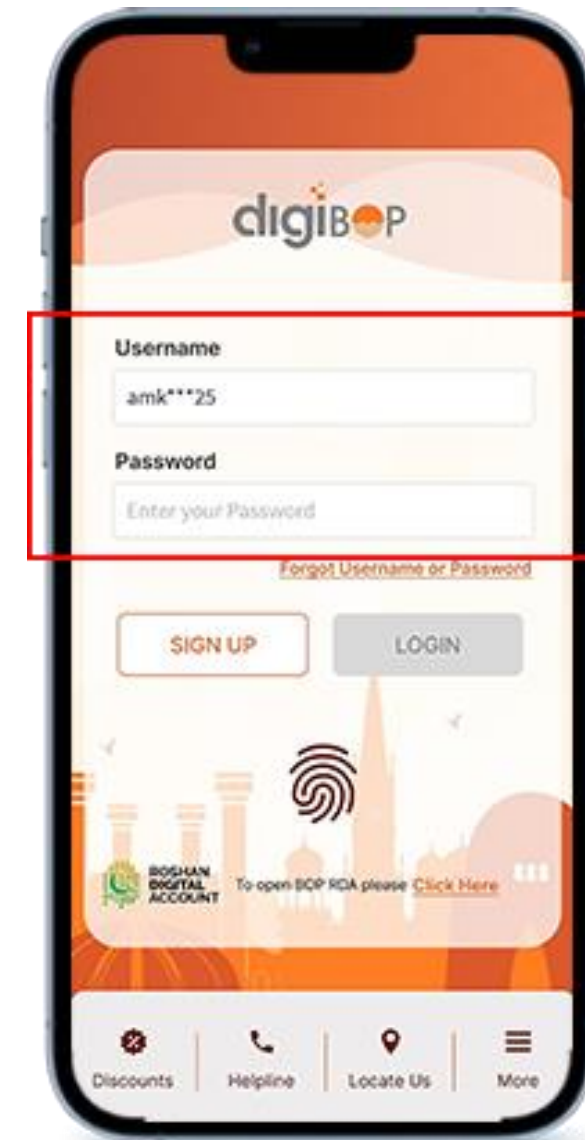 digiBOP
Username
amk***25
Password
Enter your Password
Forgot Username or Password
SIGN UP
LOGIN
ROSHAN
DIGITAL
ACCOUNT
To open BOP RDA please Click Here
Discounts
Helpline
Locate Us
More